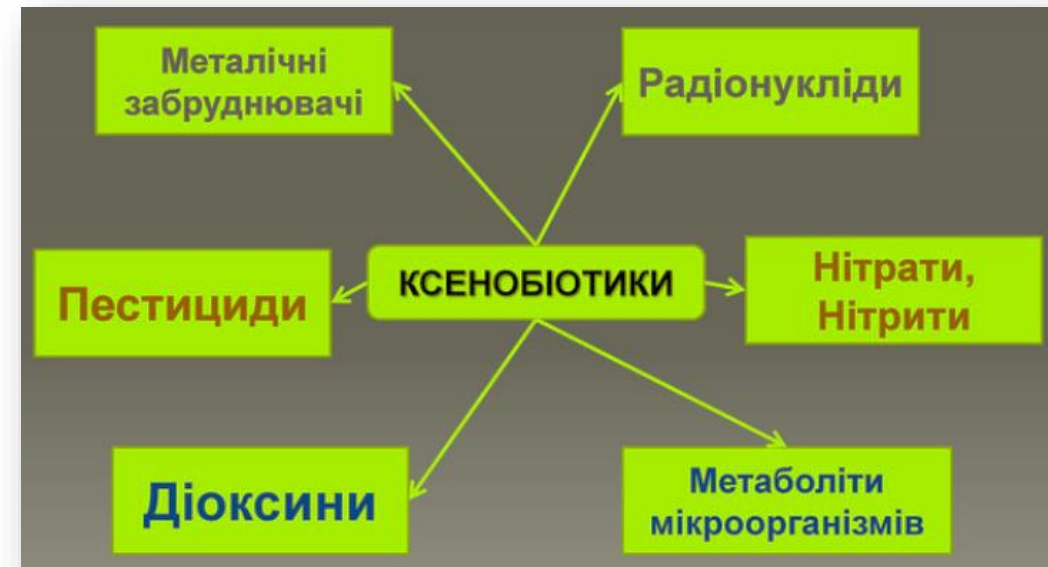 Металічні
забруднювачі
Радіонукліди
КСЕНОБІОТИКИ
Пестициди
Нітрати,
Нітрити
Діоксини
Метаболіти
мікроорганізмів